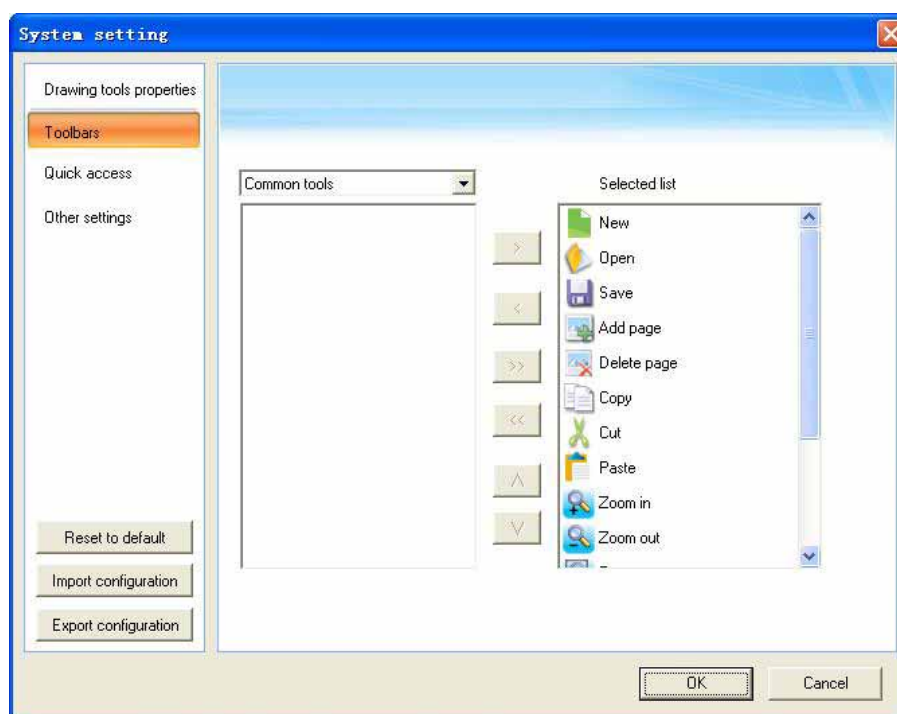 System setting
Drawing tools properties
Toolbars
Quick access
Other settings
Reset to default
Import configuration
Export configuration
Common tools
Selected list
>
<
>>
<<
New
Open
Save
Add page
Delete page
Copy
Cut
Paste
Zoom in
Zoom out
OK
Cancel